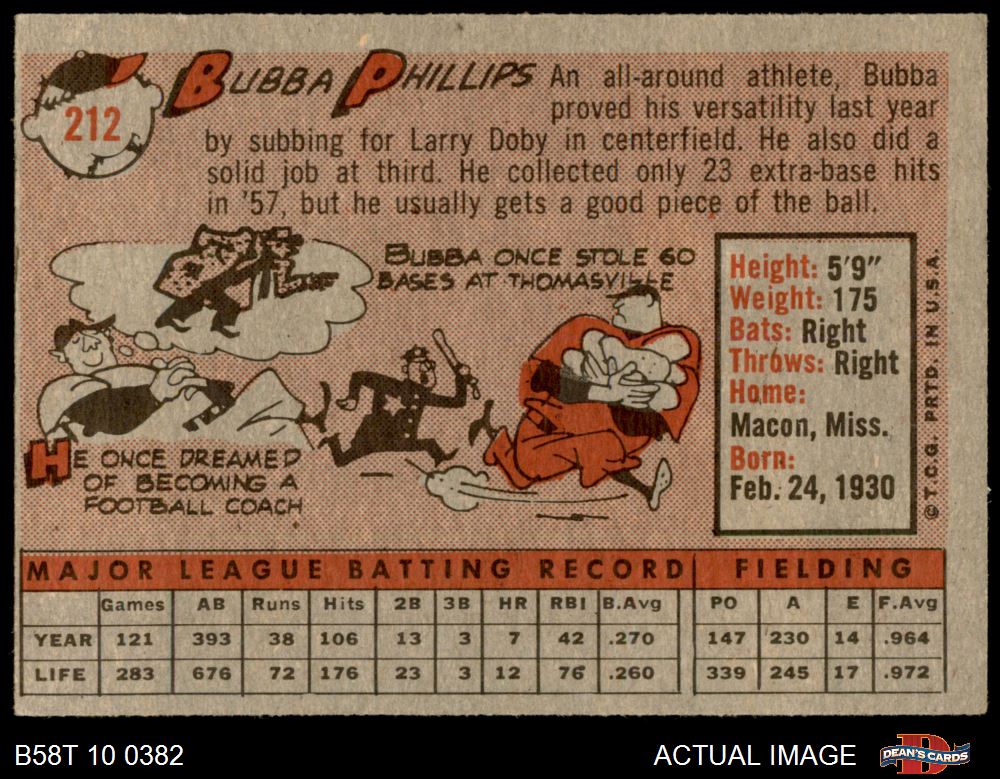 212
BUBBA PHILLIPS An all-around athlete, Bubba
proved his versatility last year
by subbing for Larry Doby in centerfield. He also did a
solid job at third. He collected only 23 extra-base hits
in '57, but he usually gets a good piece of the ball.
BUBBA ONCE STOLE 60
BASES AT THOMASVILLE
HE ONCE DREAMED
OF BECOMING A
FOOTBALL COACH
Height: 5'9"
Weight: 175
Bats: Right
Throws: Right
Home:
Macon, Miss.
Born:
Feb. 24, 1930
© T.C.G. PRTD. IN U.S.A.
MAJOR LEAGUE BATTING RECORD FIELDING
Games AB Runs Hits 2B 3B HR RBI B.Avg PO A E F.Avg
YEAR 121 393 38 106 13 3 7 42 .270 147 230 14 .964
LIFE 283 676 72 176 23 3 12 76 .260 339 245 17 .972
B58T 10 0382 ACTUAL IMAGE DEAN'S CARDS